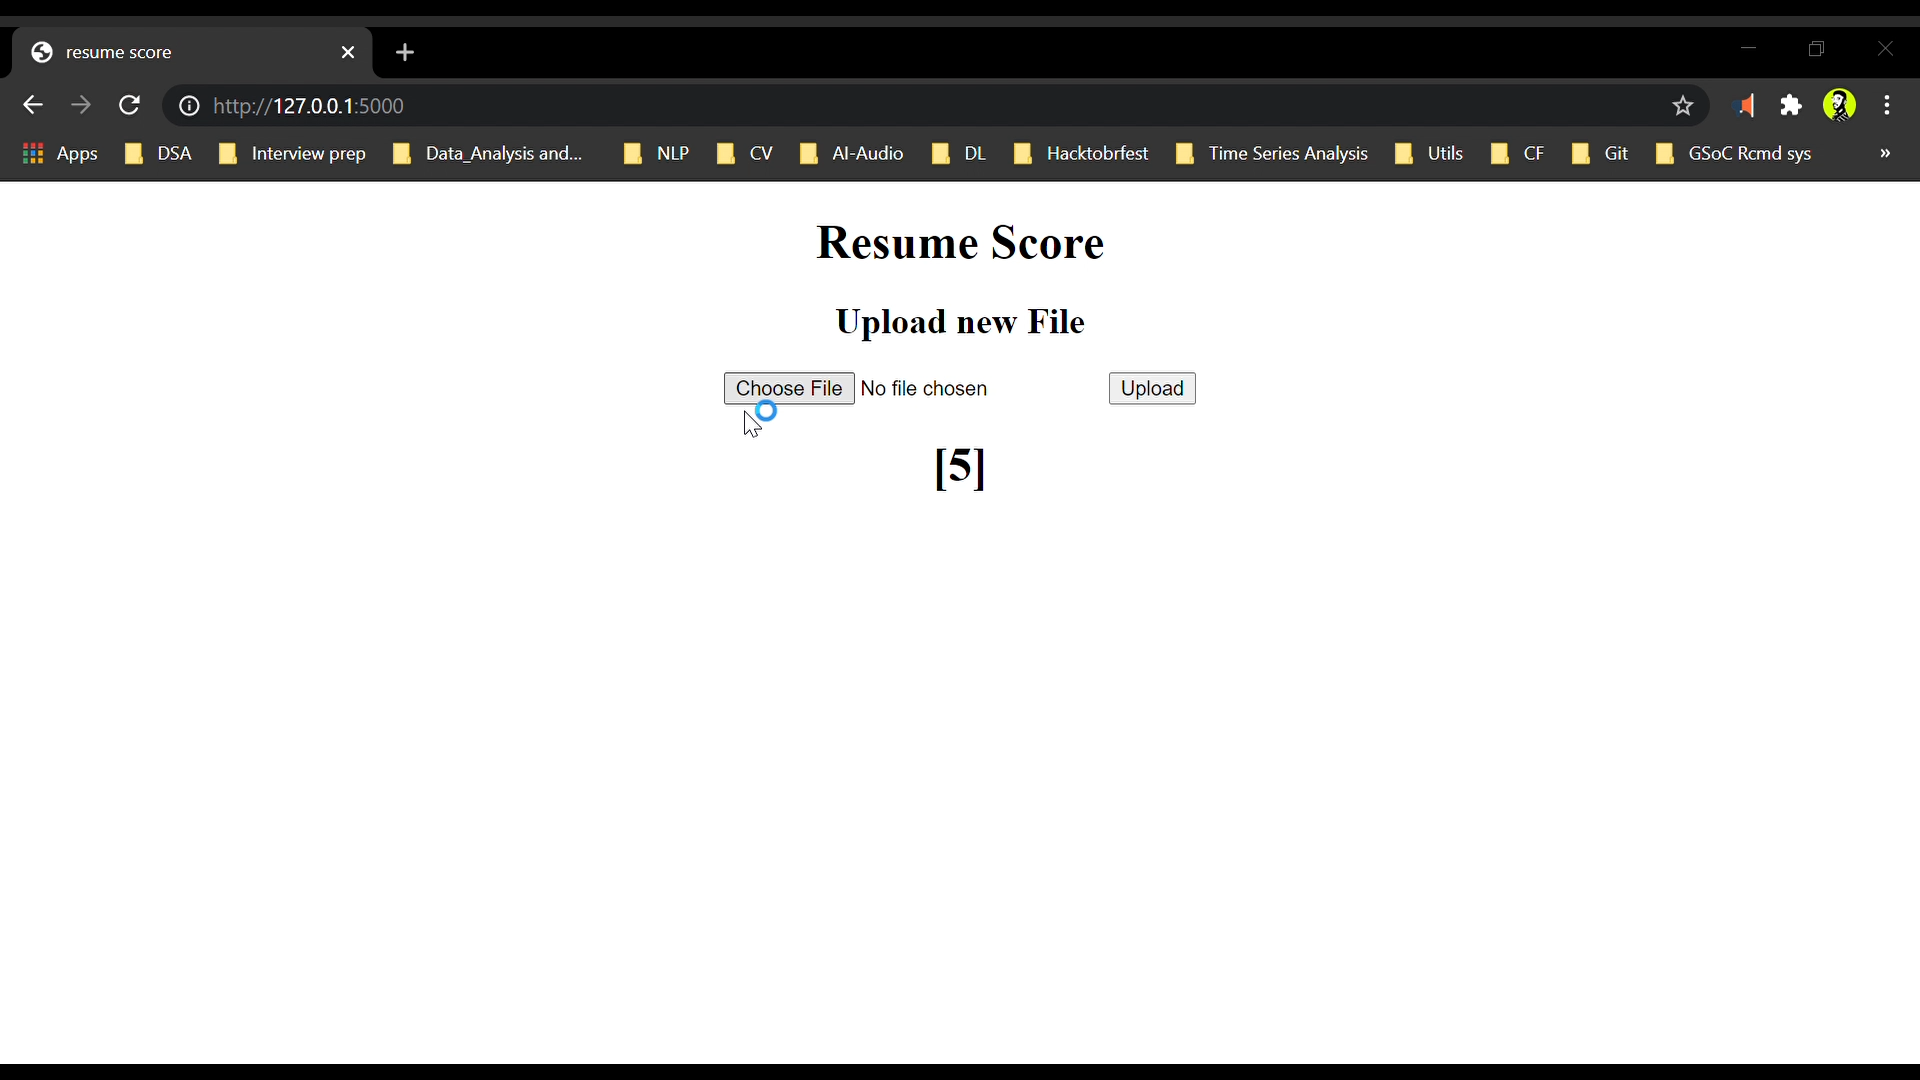 resume score
http://127.0.0.1:5000
Apps DSA Interview prep Data_Analysis and... NLP CV AI-Audio DL Hacktobrfest Time Series Analysis Utils CF Git GSoC Rcmd sys »
Resume Score
Upload new File
Choose File No file chosen Upload
[5]